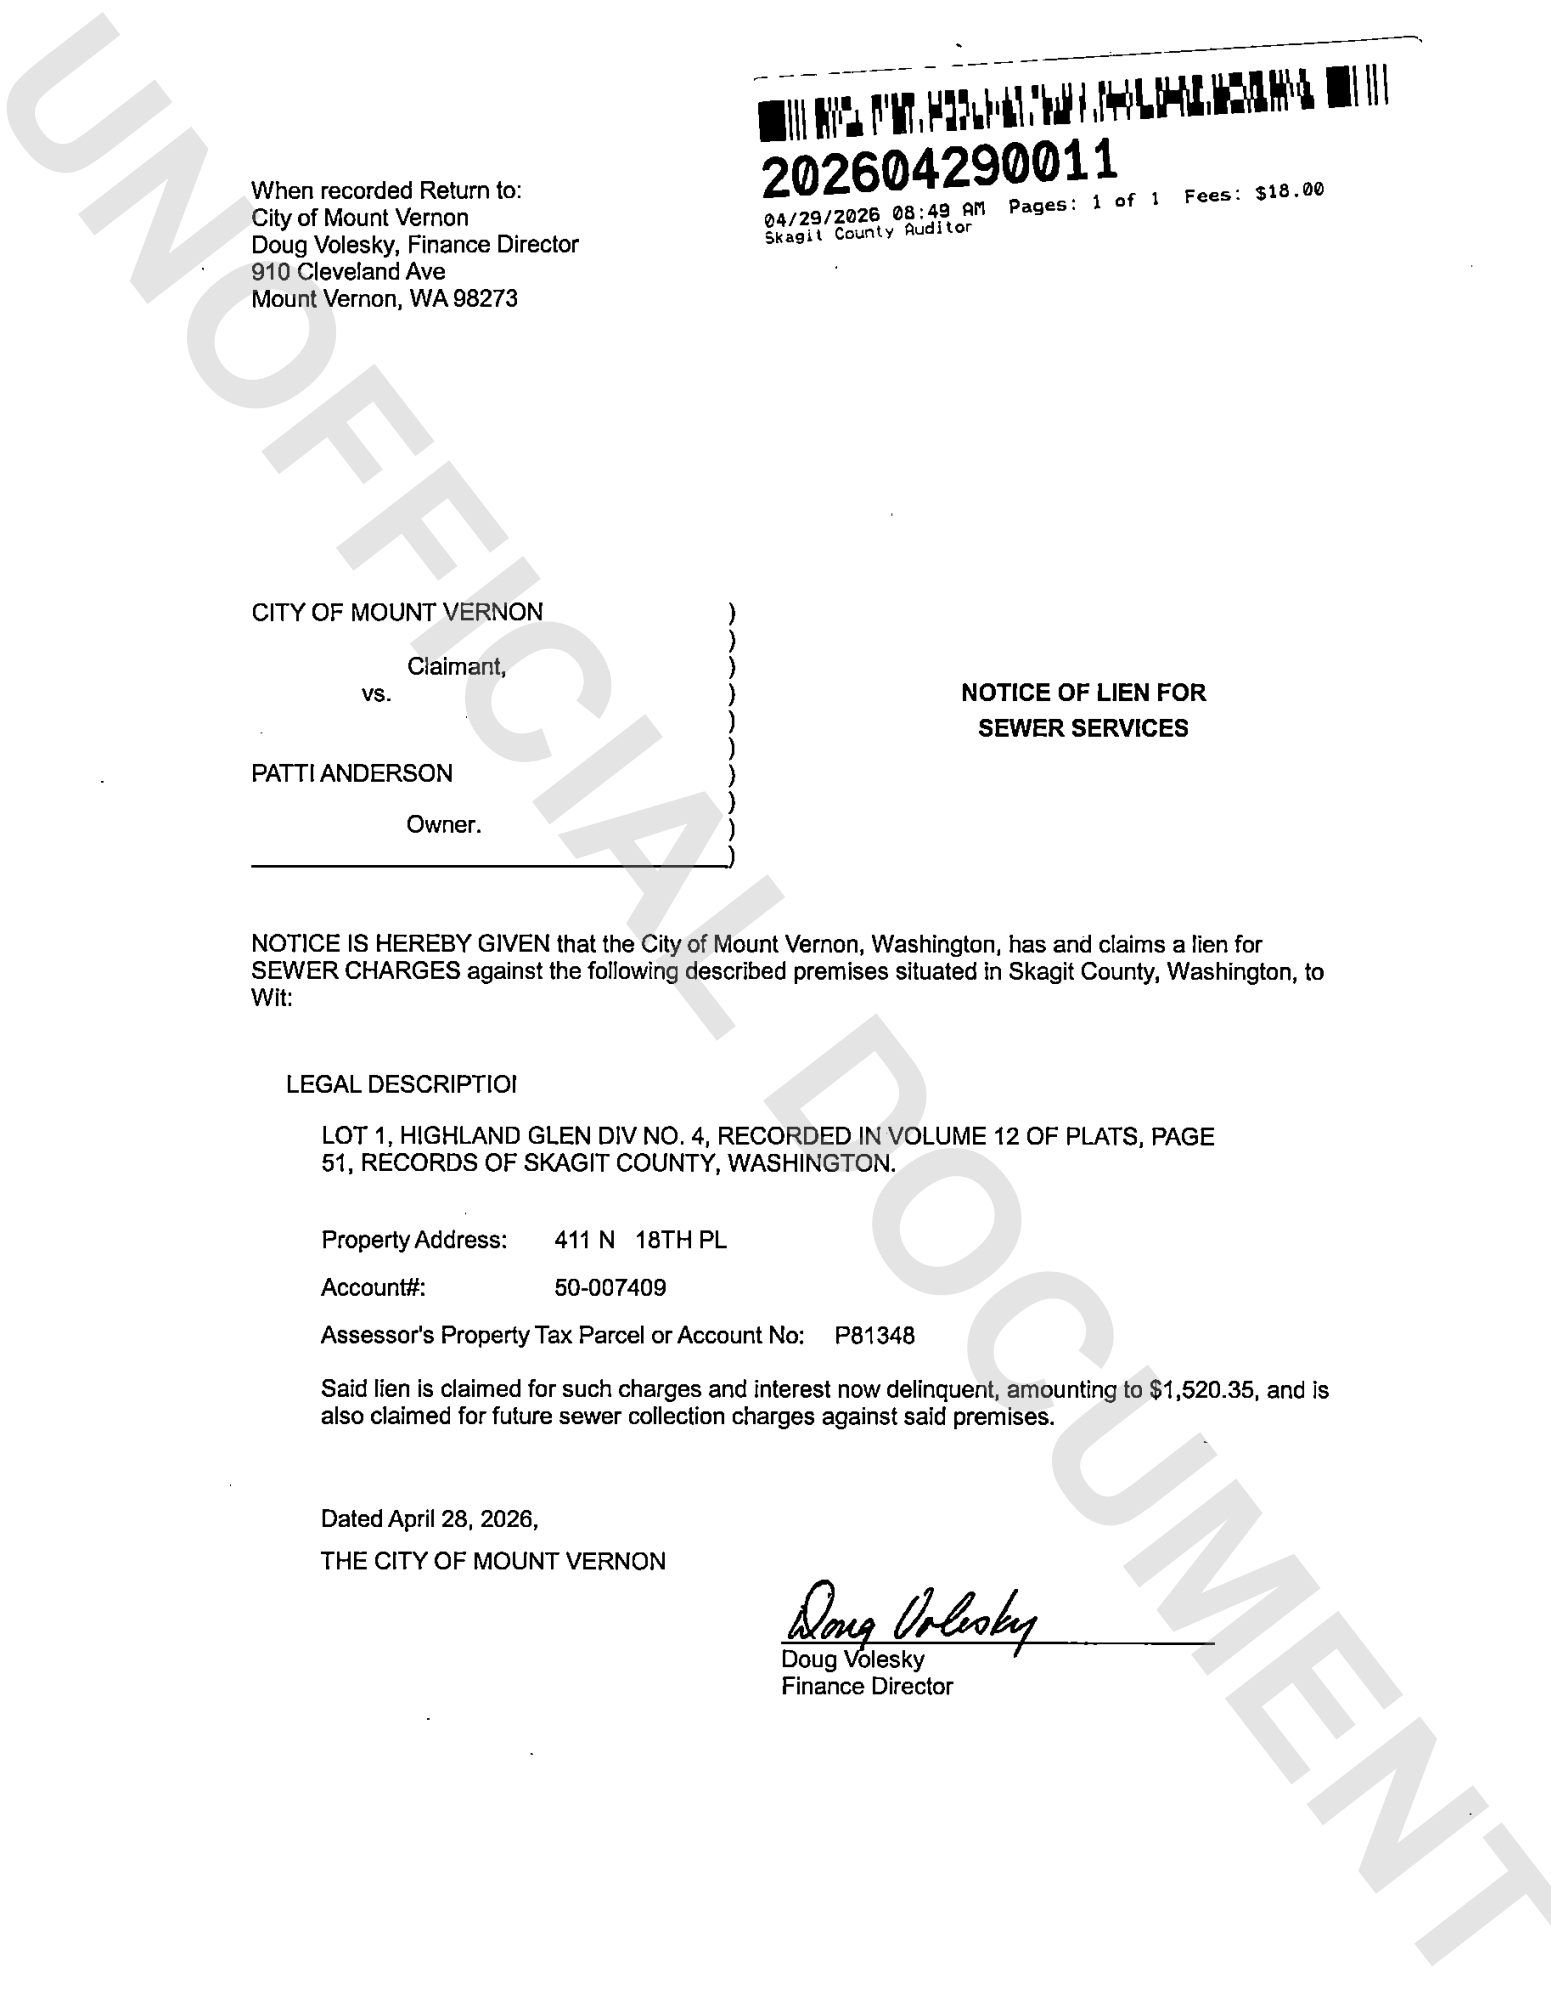 202604290011
04/29/2026 08:49 AM Pages: 1 of 1 Fees: $18.00
Skagit County Auditor
When recorded Return to:
City of Mount Vernon
Doug Volesky, Finance Director
910 Cleveland Ave
Mount Vernon, WA 98273
CITY OF MOUNT VERNON )
)
Claimant, )
vs. )
)
)
PATTI ANDERSON )
)
Owner. )
)
NOTICE OF LIEN FOR
SEWER SERVICES
NOTICE IS HEREBY GIVEN that the City of Mount Vernon, Washington, has and claims a lien for
SEWER CHARGES against the following described premises situated in Skagit County, Washington, to
Wit:
LEGAL DESCRIPTIOI
LOT 1, HIGHLAND GLEN DIV NO. 4, RECORDED IN VOLUME 12 OF PLATS, PAGE
51, RECORDS OF SKAGIT COUNTY, WASHINGTON.
Property Address: 411 N 18TH PL
Account#: 50-007409
Assessor's Property Tax Parcel or Account No: P81348
Said lien is claimed for such charges and interest now delinquent, amounting to $1,520.35, and is
also claimed for future sewer collection charges against said premises.
Dated April 28, 2026,
THE CITY OF MOUNT VERNON
Doug Volesky
Doug Volesky
Finance Director
UNOFFICIAL DOCUMENT